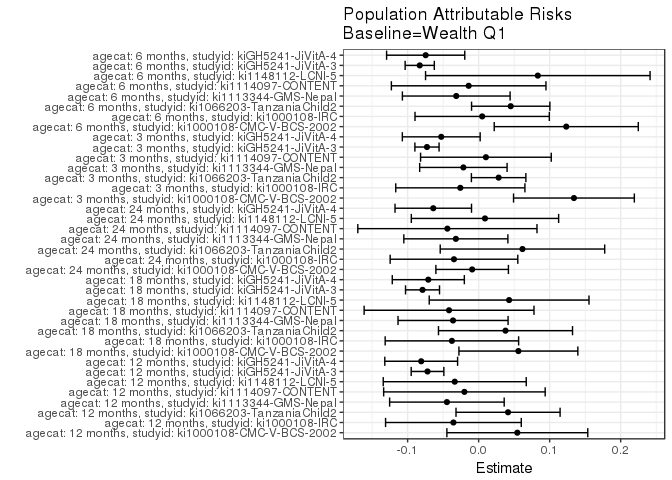 Population Attributable Risks
Baseline=Wealth Q1
agecat: 6 months, studyid: kiGH5241-JiVitA-4
agecat: 6 months, studyid: kiGH5241-JiVitA-3
agecat: 6 months, studyid: ki1148112-LCNI-5
agecat: 6 months, studyid: ki1114097-CONTENT
agecat: 6 months, studyid: ki1113344-GMS-Nepal
agecat: 6 months, studyid: ki1066203-TanzaniaChild2
agecat: 6 months, studyid: ki1000108-IRC
agecat: 6 months, studyid: ki1000108-CMC-V-BCS-2002
agecat: 3 months, studyid: kiGH5241-JiVitA-4
agecat: 3 months, studyid: kiGH5241-JiVitA-3
agecat: 3 months, studyid: ki1114097-CONTENT
agecat: 3 months, studyid: ki1113344-GMS-Nepal
agecat: 3 months, studyid: ki1066203-TanzaniaChild2
agecat: 3 months, studyid: ki1000108-IRC
agecat: 3 months, studyid: ki1000108-CMC-V-BCS-2002
agecat: 24 months, studyid: kiGH5241-JiVitA-4
agecat: 24 months, studyid: ki1148112-LCNI-5
agecat: 24 months, studyid: ki1114097-CONTENT
agecat: 24 months, studyid: ki1113344-GMS-Nepal
agecat: 24 months, studyid: ki1066203-TanzaniaChild2
agecat: 24 months, studyid: ki1000108-IRC
agecat: 24 months, studyid: ki1000108-CMC-V-BCS-2002
agecat: 18 months, studyid: kiGH5241-JiVitA-4
agecat: 18 months, studyid: kiGH5241-JiVitA-3
agecat: 18 months, studyid: ki1148112-LCNI-5
agecat: 18 months, studyid: ki1114097-CONTENT
agecat: 18 months, studyid: ki1113344-GMS-Nepal
agecat: 18 months, studyid: ki1066203-TanzaniaChild2
agecat: 18 months, studyid: ki1000108-IRC
agecat: 18 months, studyid: ki1000108-CMC-V-BCS-2002
agecat: 12 months, studyid: kiGH5241-JiVitA-4
agecat: 12 months, studyid: kiGH5241-JiVitA-3
agecat: 12 months, studyid: ki1148112-LCNI-5
agecat: 12 months, studyid: ki1114097-CONTENT
agecat: 12 months, studyid: ki1113344-GMS-Nepal
agecat: 12 months, studyid: ki1066203-TanzaniaChild2
agecat: 12 months, studyid: ki1000108-IRC
agecat: 12 months, studyid: ki1000108-CMC-V-BCS-2002
-0.1 0.0 0.1 0.2
Estimate